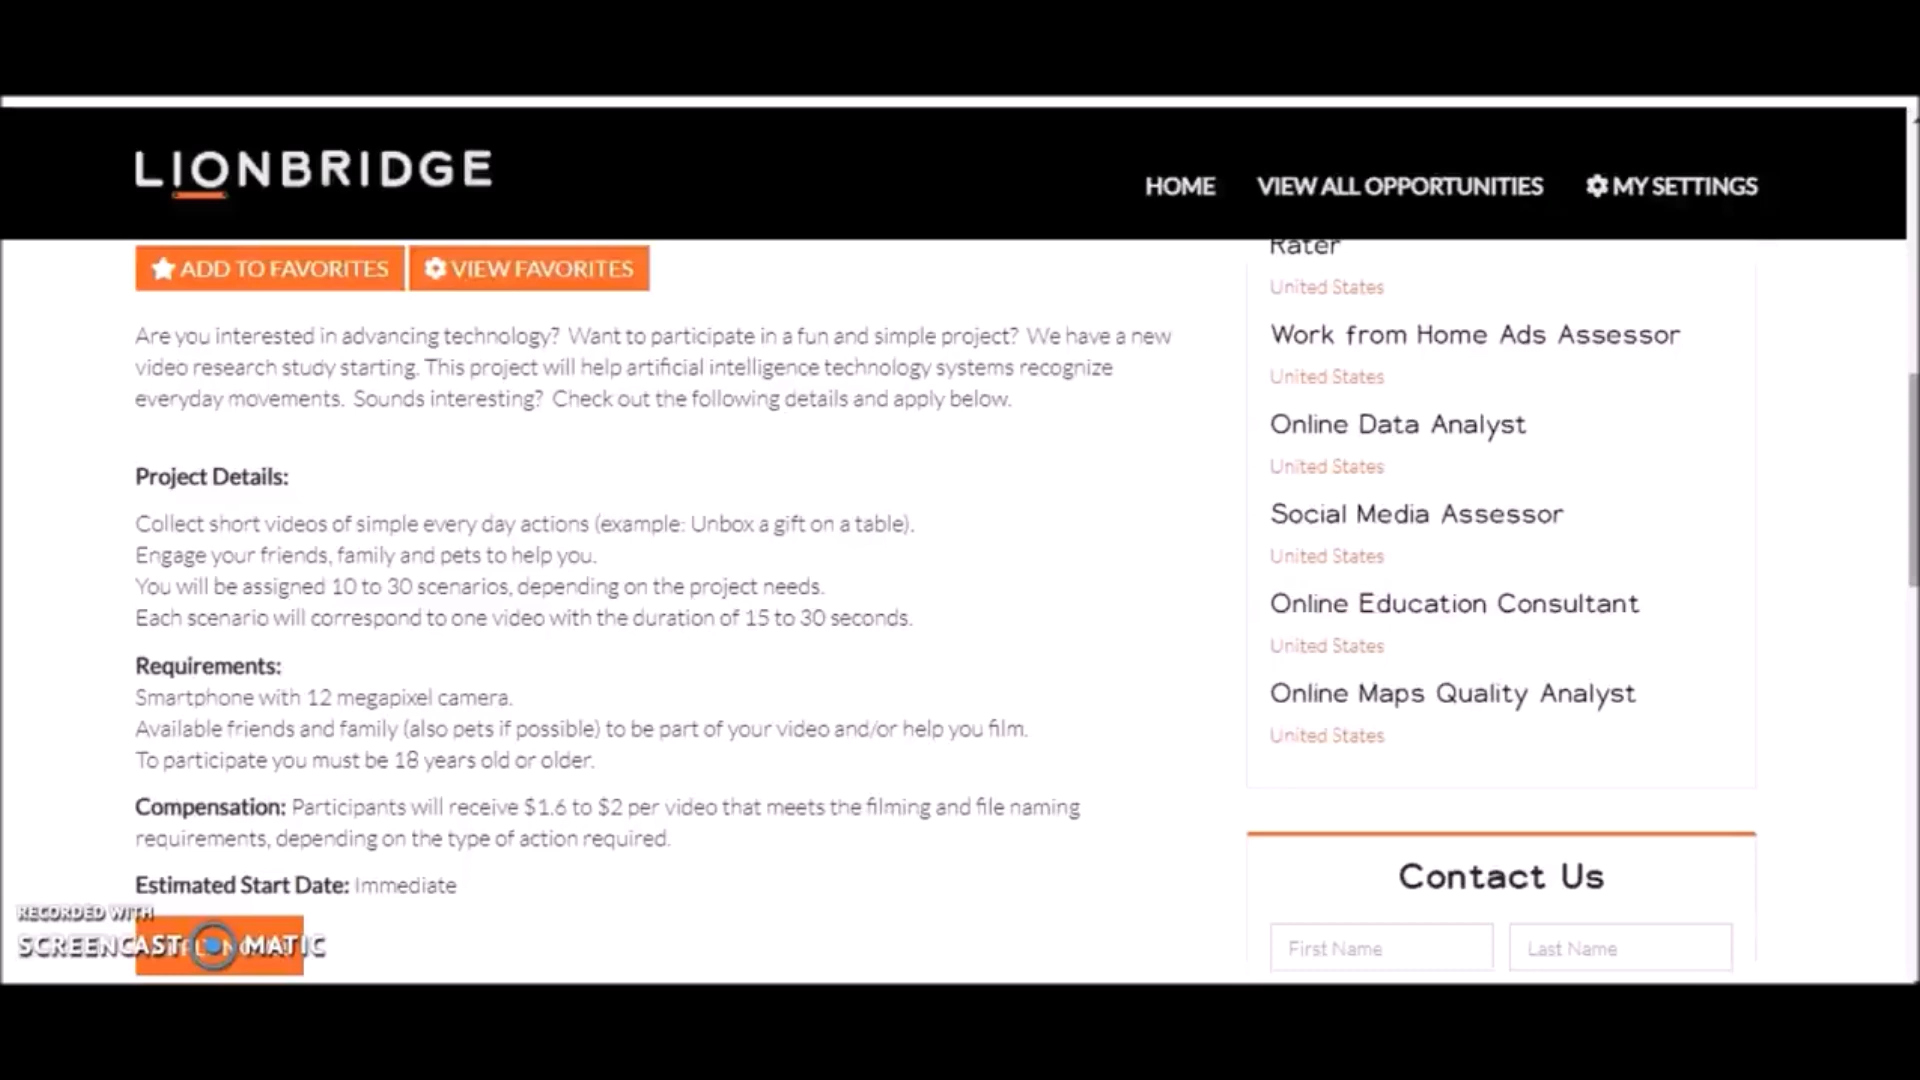 LIONBRIDGE
HOME
VIEW ALL OPPORTUNITIES
MY SETTINGS
ADD TO FAVORITES
VIEW FAVORITES
Are you interested in advancing technology? Want to participate in a fun and simple project? We have a new
video research study starting. This project will help artificial intelligence technology systems recognize
everyday movements. Sounds interesting? Check out the following details and apply below.
Project Details:
Collect short videos of simple every day actions (example: Unbox a gift on a table).
Engage your friends, family and pets to help you.
You will be assigned 10 to 30 scenarios, depending on the project needs.
Each scenario will correspond to one video with the duration of 15 to 30 seconds.
Requirements:
Smartphone with 12 megapixel camera.
Available friends and family (also pets if possible) to be part of your video and/or help you film.
To participate you must be 18 years old or older.
Compensation: Participants will receive $1.6 to $2 per video that meets the filming and file naming
requirements, depending on the type of action required.
Estimated Start Date: Immediate
RECORDED WITH
SCREENCAST MATIC
Rater
United States
Work from Home Ads Assessor
United States
Online Data Analyst
United States
Social Media Assessor
United States
Online Education Consultant
United States
Online Maps Quality Analyst
United States
Contact Us
First Name
Last Name